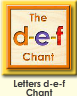 The
d-e-f
Chant
Letters d-e-f
Chant